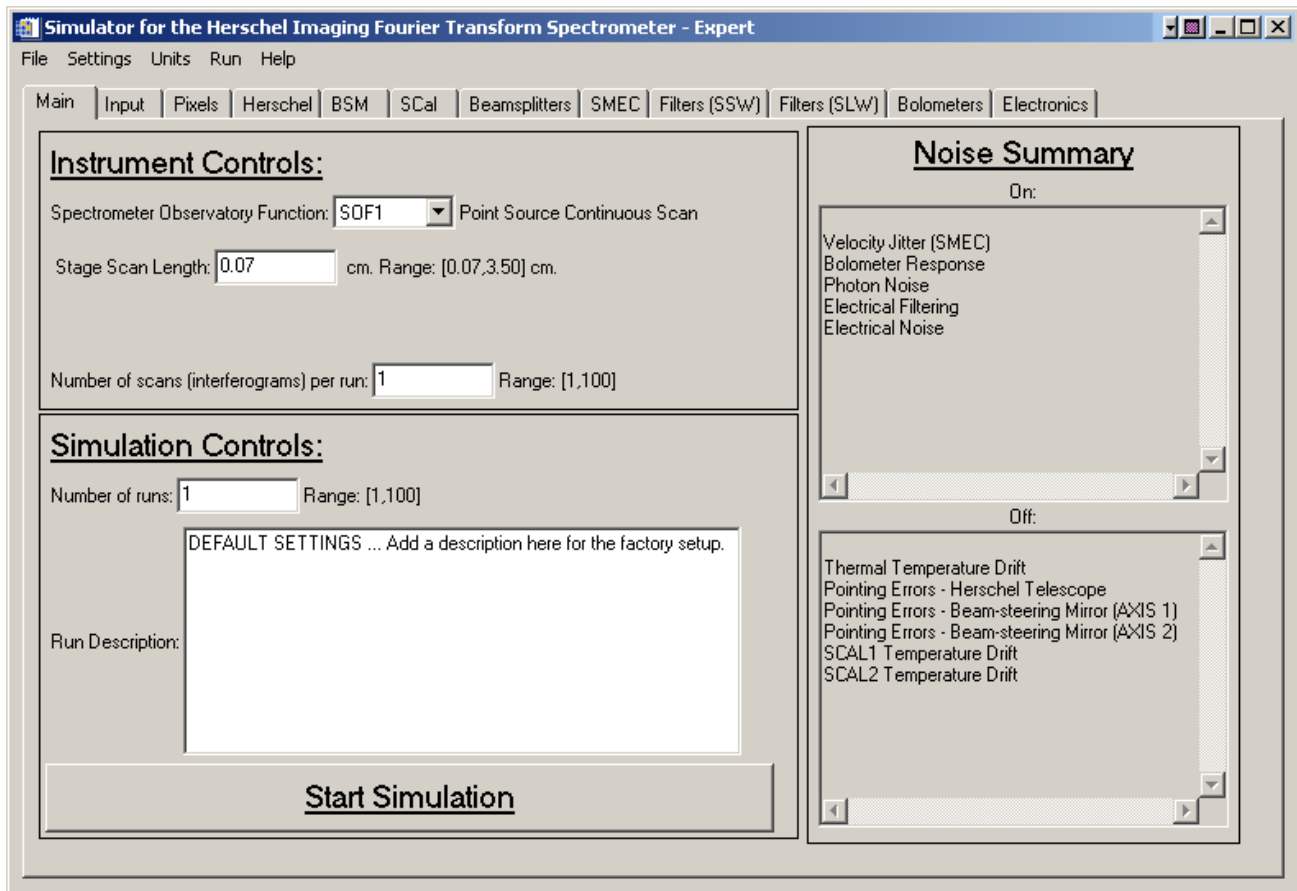 Simulator for the Herschel Imaging Fourier Transform Spectrometer - Expert
File Settings Units Run Help
Main Input Pixels Herschel BSM SCal Beamsplitters SMEC Filters (SSW) Filters (SLW) Bolometers Electronics
Instrument Controls:
Spectrometer Observatory Function: SOF1 Point Source Continuous Scan
Stage Scan Length: 0.07 cm. Range: [0.07,3.50] cm.
Number of scans (interferograms) per run: 1 Range: [1,100]
Simulation Controls:
Number of runs: 1 Range: [1,100]
Run Description: DEFAULT SETTINGS ... Add a description here for the factory setup.
Start Simulation
Noise Summary
On:
Velocity Jitter (SMEC)
Bolometer Response
Photon Noise
Electrical Filtering
Electrical Noise
Off:
Thermal Temperature Drift
Pointing Errors - Herschel Telescope
Pointing Errors - Beam-steering Mirror (AXIS 1)
Pointing Errors - Beam-steering Mirror (AXIS 2)
SCAL1 Temperature Drift
SCAL2 Temperature Drift